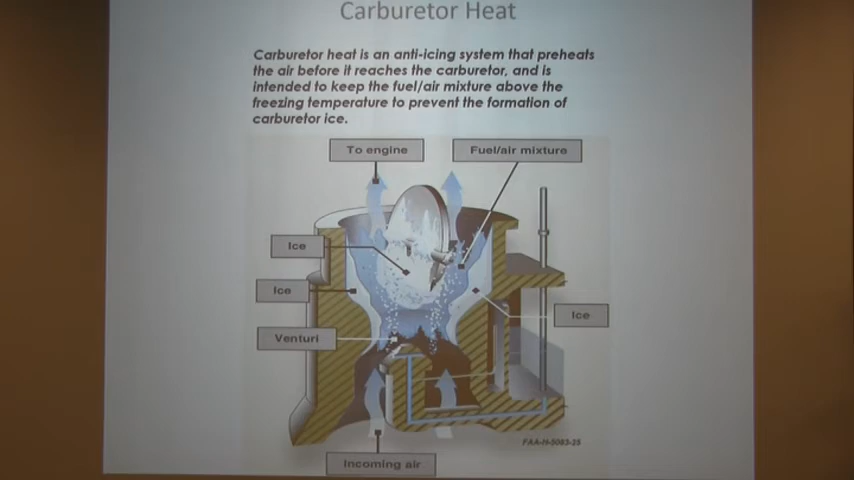 Carburetor Heat
Carburetor heat is an anti-icing system that preheats
the air before it reaches the carburetor, and is
intended to keep the fuel/air mixture above the
freezing temperature to prevent the formation of
carburetor ice.
To engine
Fuel/air mixture
Ice
Ice
Ice
Venturi
FAA-H-5083-25
Incoming air